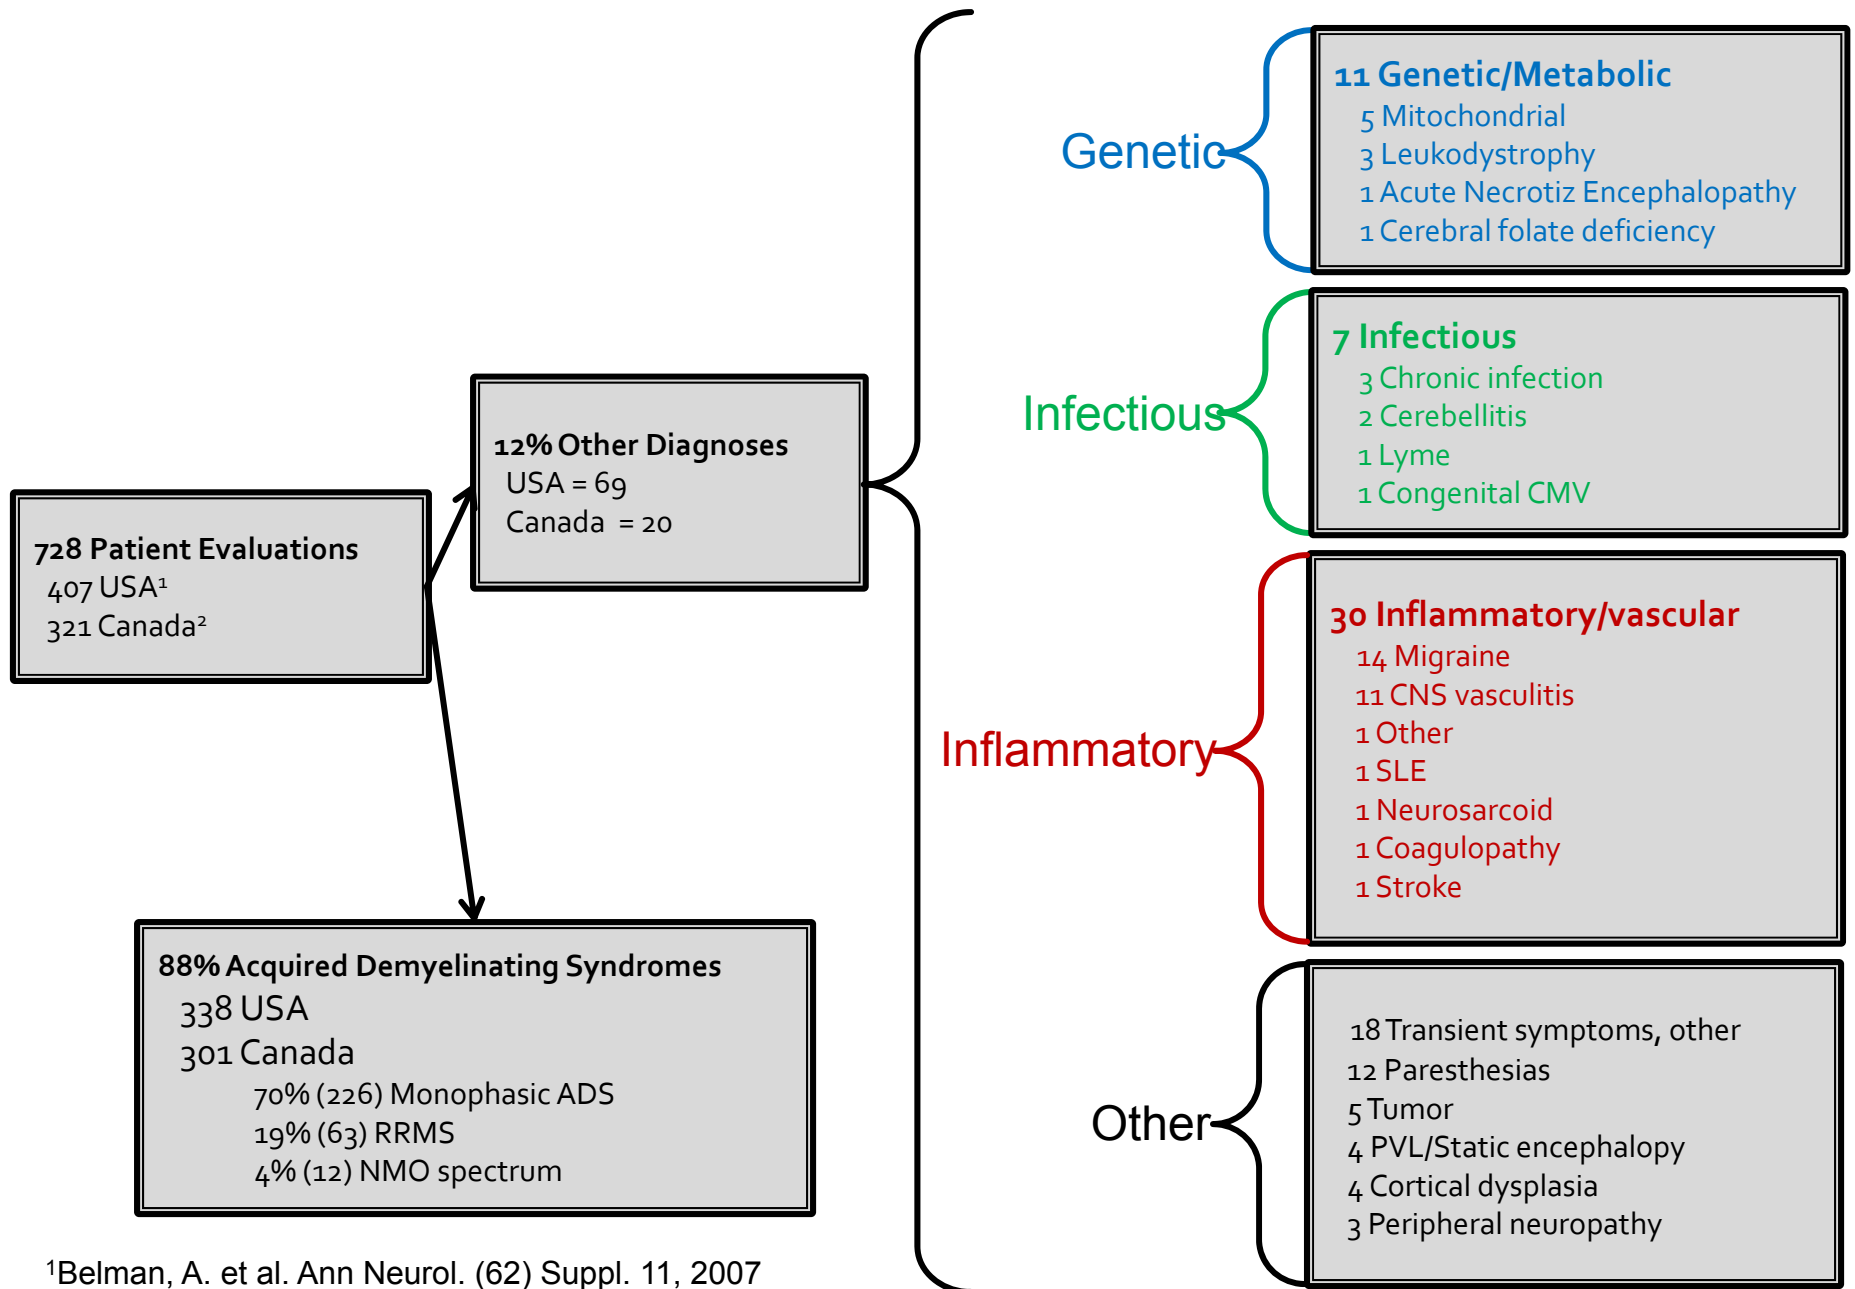 728 Patient Evaluations
407 USA¹
321 Canada²
12% Other Diagnoses
USA = 69
Canada = 20
88% Acquired Demyelinating Syndromes
338 USA
301 Canada
70% (226) Monophasic ADS
19% (63) RRMS
4% (12) NMO spectrum
Genetic
11 Genetic/Metabolic
5 Mitochondrial
3 Leukodystrophy
1 Acute Necrotiz Encephalopathy
1 Cerebral folate deficiency
Infectious
7 Infectious
3 Chronic infection
2 Cerebellitis
1 Lyme
1 Congenital CMV
Inflammatory
30 Inflammatory/vascular
14 Migraine
11 CNS vasculitis
1 Other
1 SLE
1 Neurosarcoid
1 Coagulopathy
1 Stroke
Other
18 Transient symptoms, other
12 Paresthesias
5 Tumor
4 PVL/Static encephalopy
4 Cortical dysplasia
3 Peripheral neuropathy
¹Belman, A. et al. Ann Neurol. (62) Suppl. 11, 2007